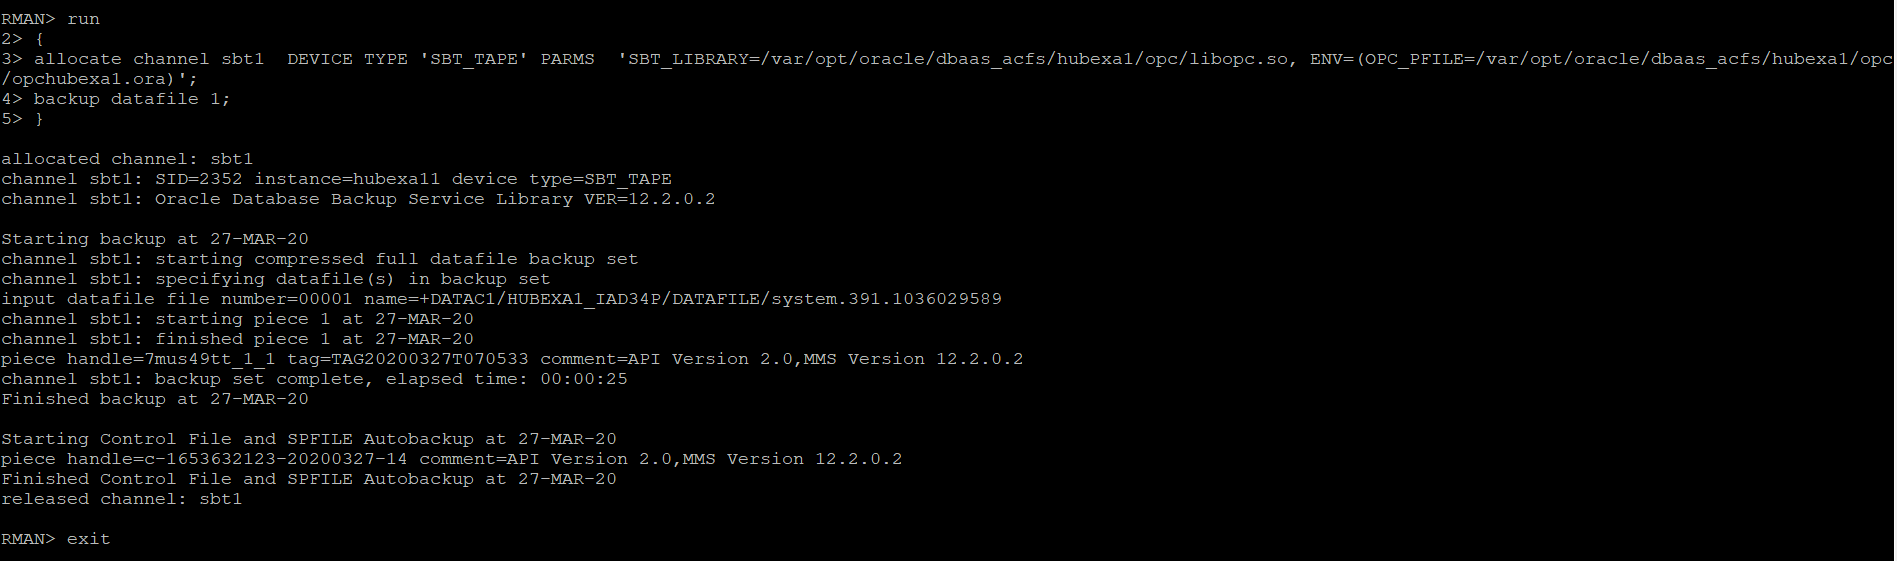 RMAN> run
2> {
3> allocate channel sbt1  DEVICE TYPE 'SBT_TAPE' PARMS  'SBT_LIBRARY=/var/opt/oracle/dbaas_acfs/hubexa1/opc/libopc.so, ENV=(OPC_PFILE=/var/opt/oracle/dbaas_acfs/hubexa1/opc
/opchubexa1.ora)';
4> backup datafile 1;
5> }
allocated channel: sbt1
channel sbt1: SID=2352 instance=hubexa11 device type=SBT_TAPE
channel sbt1: Oracle Database Backup Service Library VER=12.2.0.2
Starting backup at 27-MAR-20
channel sbt1: starting compressed full datafile backup set
channel sbt1: specifying datafile(s) in backup set
input datafile file number=00001 name=+DATAC1/HUBEXA1_IAD34P/DATAFILE/system.391.1036029589
channel sbt1: starting piece 1 at 27-MAR-20
channel sbt1: finished piece 1 at 27-MAR-20
piece handle=7mus49tt_1_1 tag=TAG20200327T070533 comment=API Version 2.0,MMS Version 12.2.0.2
channel sbt1: backup set complete, elapsed time: 00:00:25
Finished backup at 27-MAR-20
Starting Control File and SPFILE Autobackup at 27-MAR-20
piece handle=c-1653632123-20200327-14 comment=API Version 2.0,MMS Version 12.2.0.2
Finished Control File and SPFILE Autobackup at 27-MAR-20
released channel: sbt1
RMAN> exit